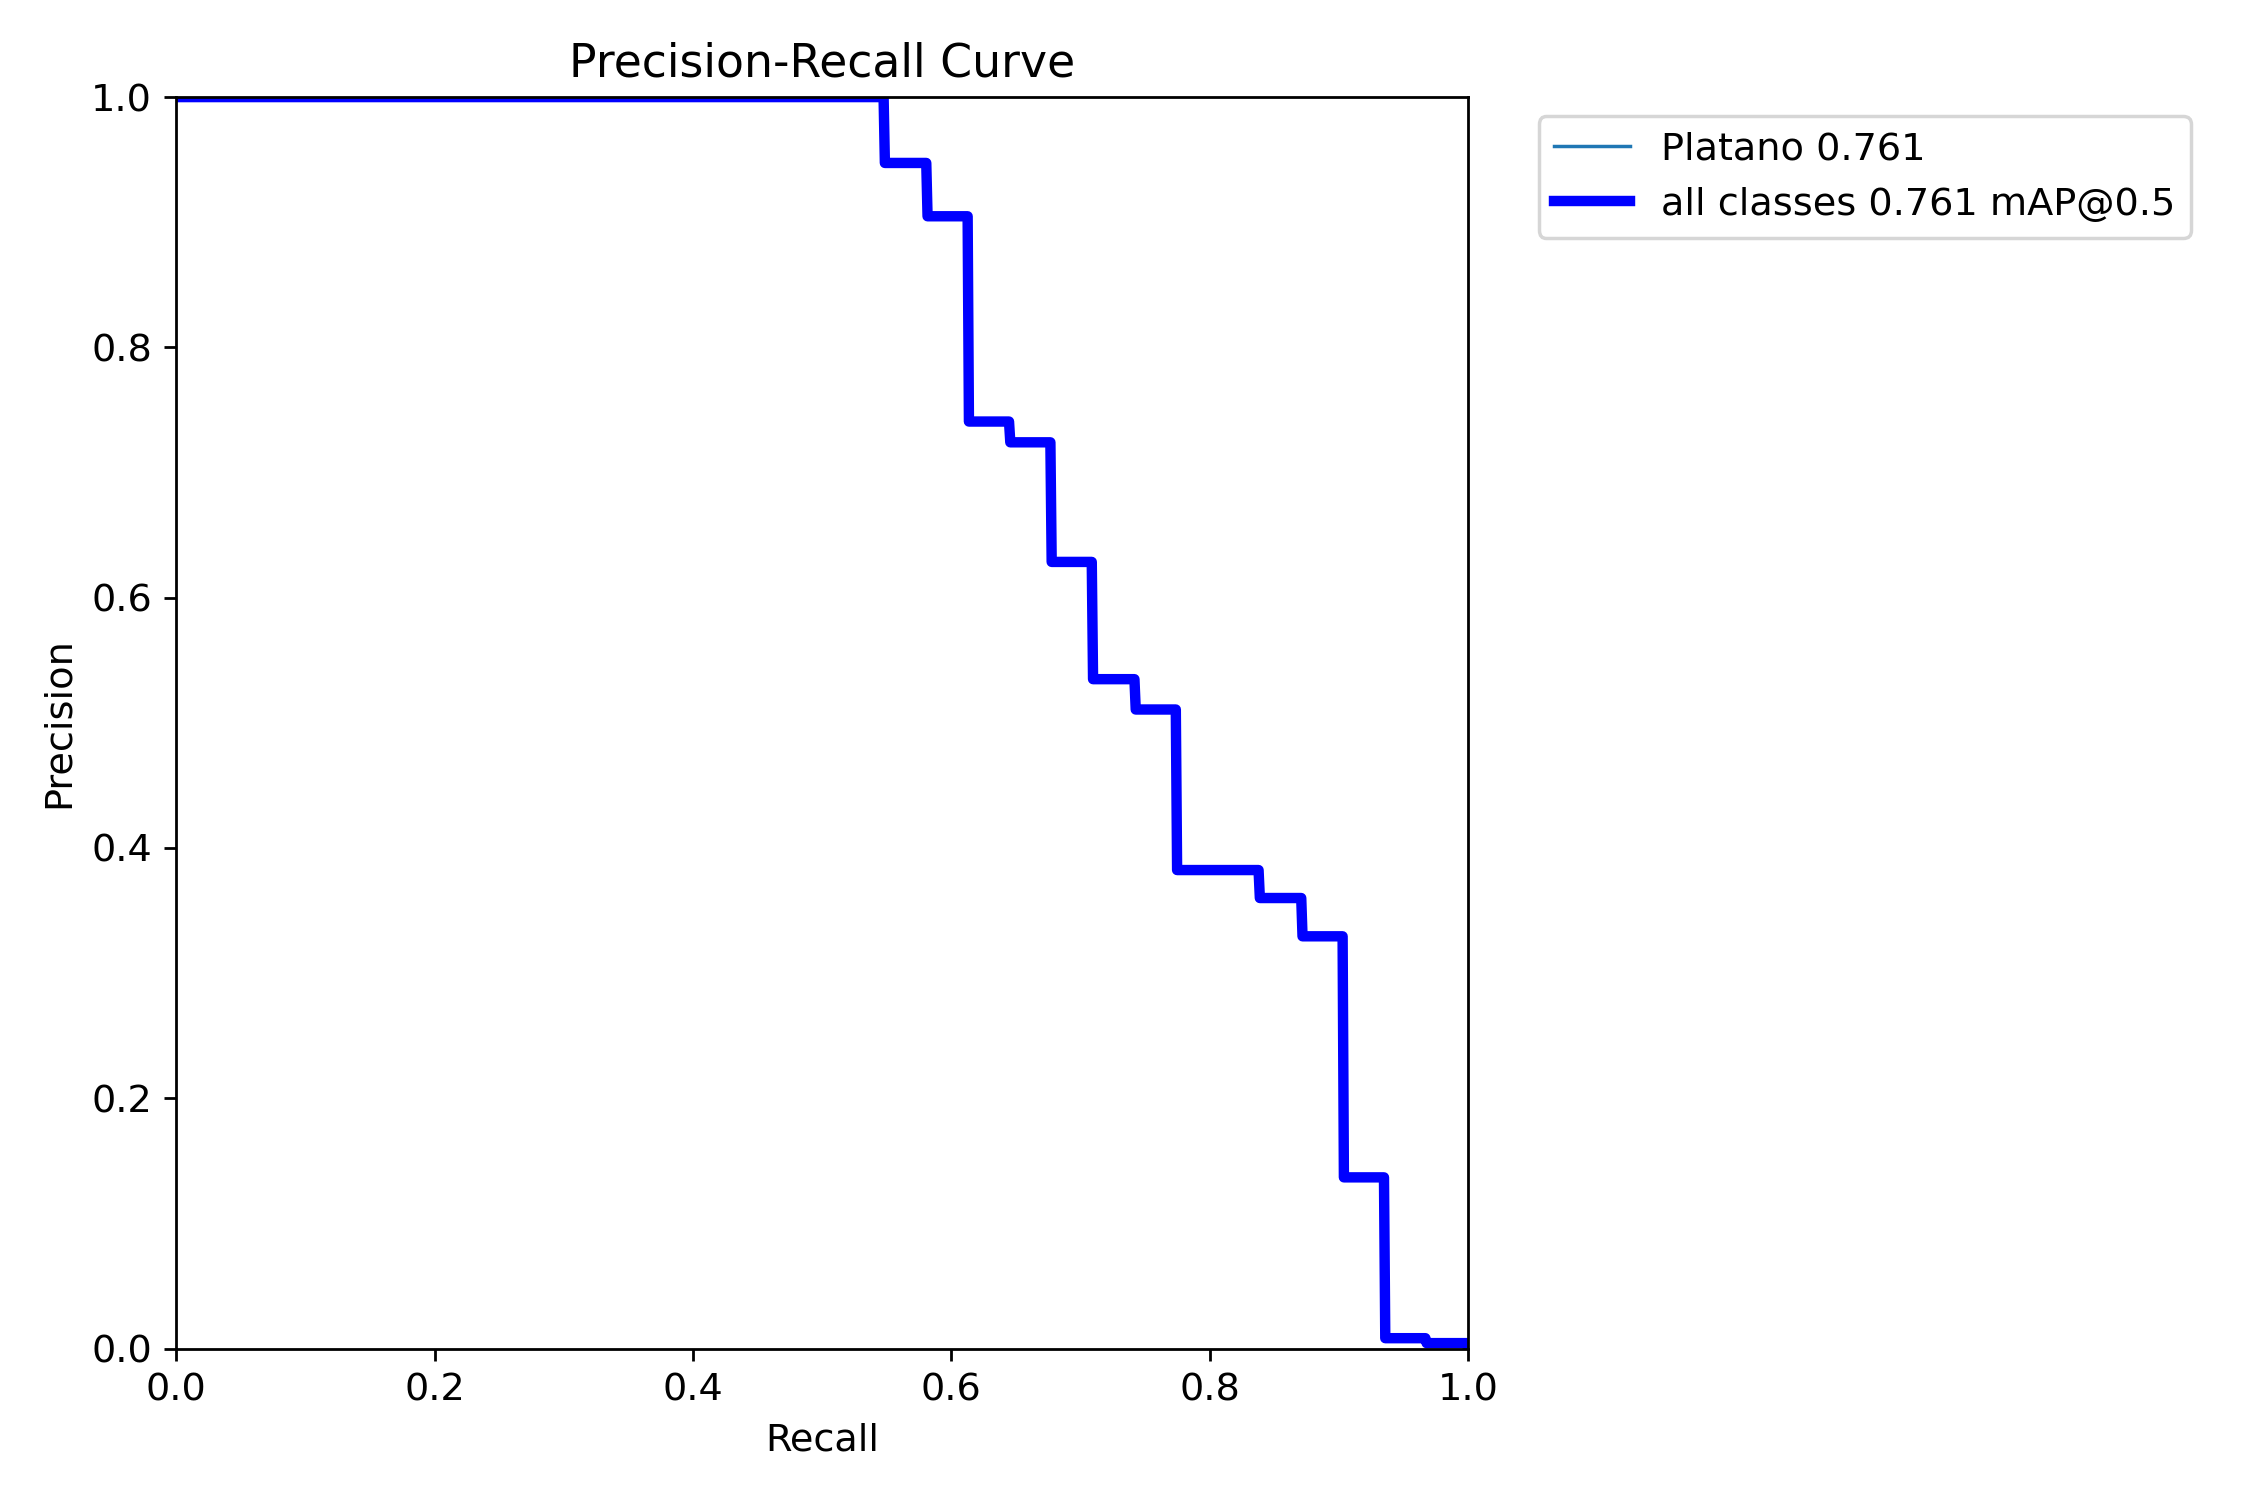 Precision-Recall Curve
1.0
0.8
0.6
0.4
0.2
0.0
Precision
0.0 0.2 0.4 0.6 0.8 1.0
Recall
Platano 0.761
all classes 0.761 mAP@0.5